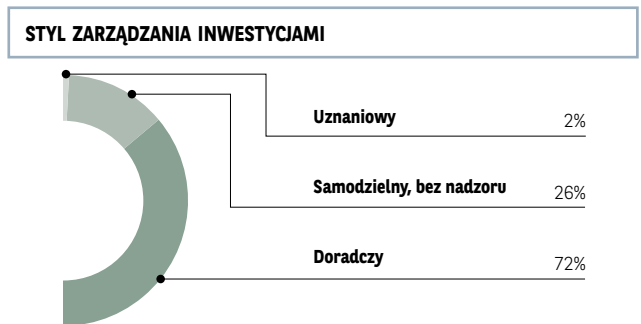 STYL ZARZĄDZANIA INWESTYCJAMI
Uznaniowy 2%
Samodzielny, bez nadzoru 26%
Doradczy 72%